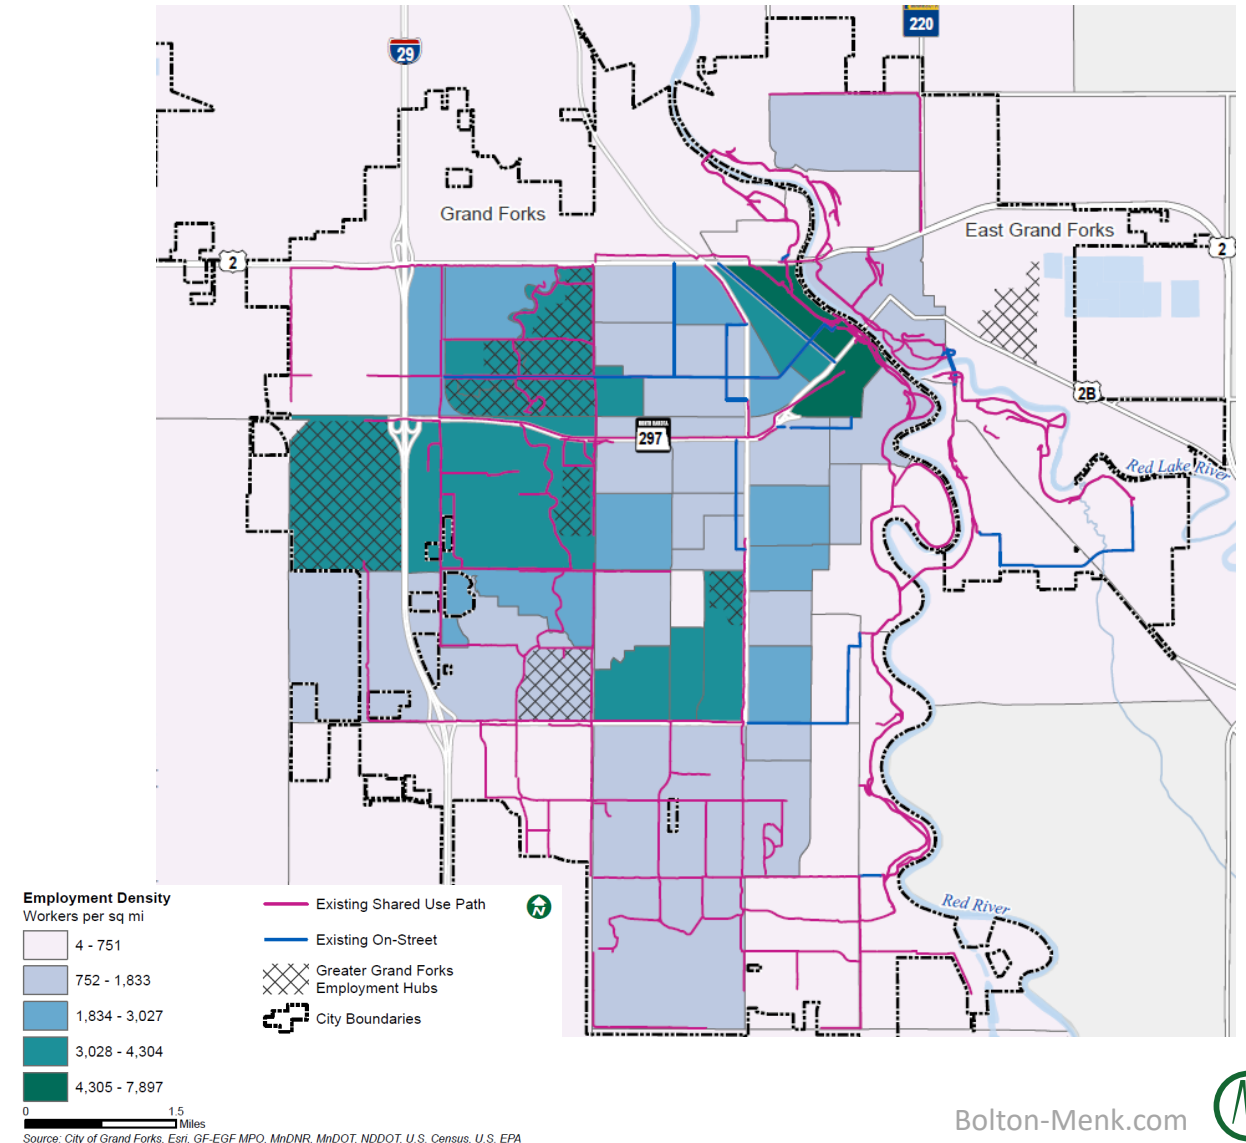 220
29
Grand Forks
East Grand Forks
2
2
2B
NORTH DAKOTA
297
Red Lake River
Red River
Employment Density
Workers per sq mi
4 - 751
752 - 1,833
1,834 - 3,027
3,028 - 4,304
4,305 - 7,897
Existing Shared Use Path
Existing On-Street
Greater Grand Forks
Employment Hubs
City Boundaries
N
0 1.5
Miles
Source: City of Grand Forks, Esri, GF-EGF MPO, MnDNR, MnDOT, NDDOT, U.S. Census, U.S. EPA
Bolton-Menk.com